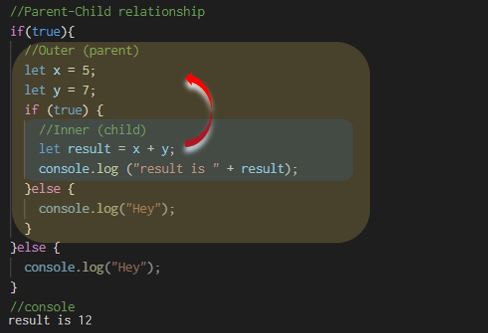 //Parent-Child relationship
if(true){
//Outer (parent)
let x = 5;
let y = 7;
if (true) {
//Inner (child)
let result = x + y;
console.log ("result is " + result);
}else {
console.log("Hey");
}
}else {
console.log("Hey");
}
//console
result is 12